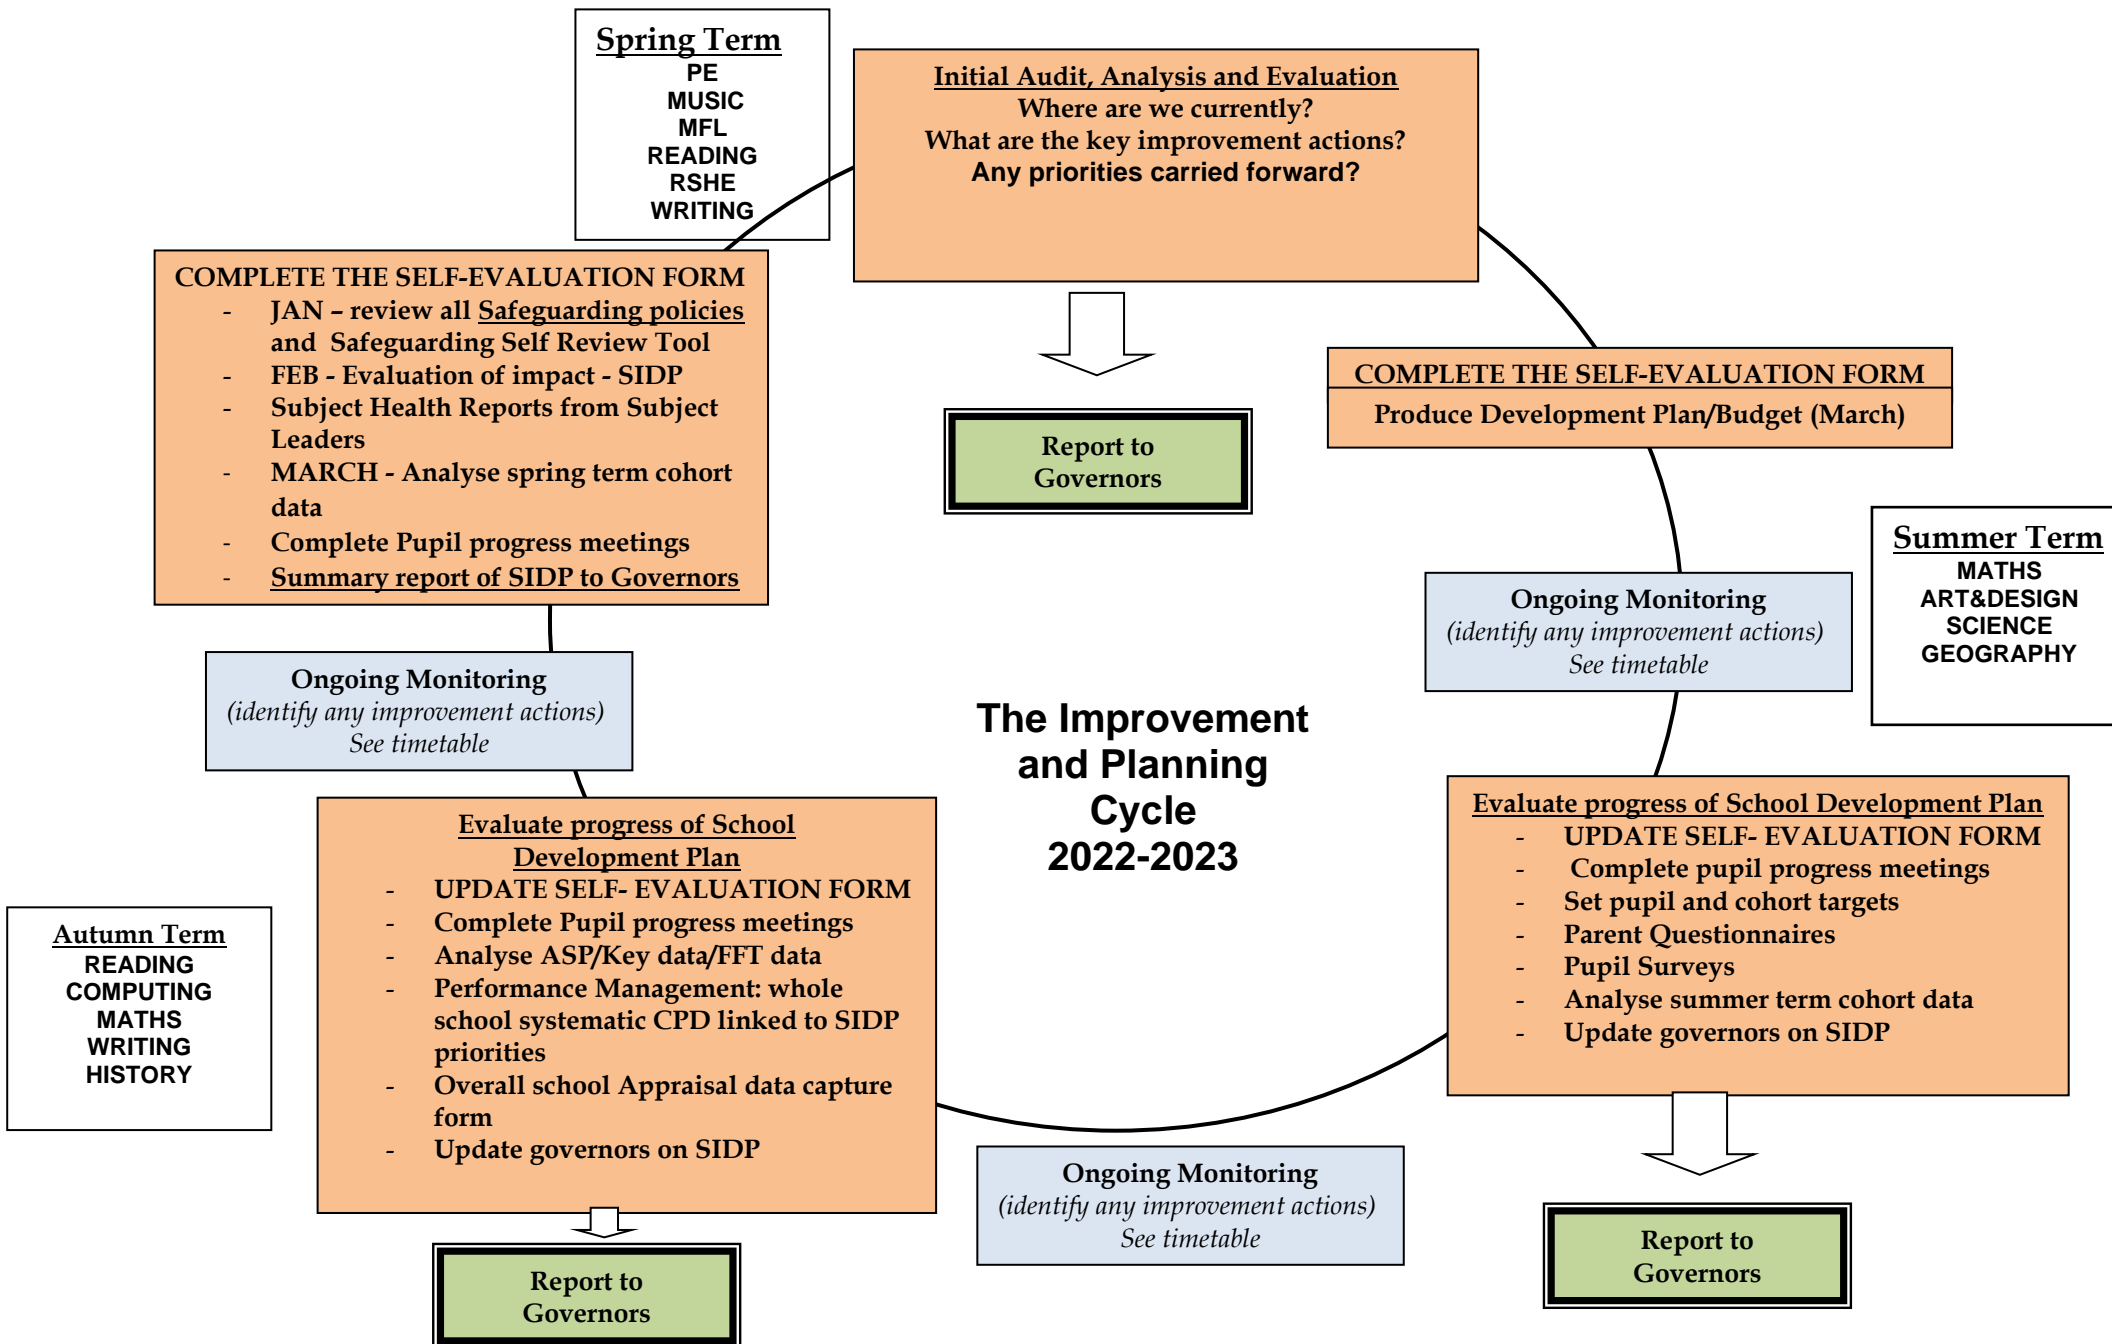 Spring Term
PE
MUSIC
MFL
READING
RSHE
WRITING
Initial Audit, Analysis and Evaluation
Where are we currently?
What are the key improvement actions?
Any priorities carried forward?
COMPLETE THE SELF-EVALUATION FORM
- JAN – review all Safeguarding policies
and Safeguarding Self Review Tool
- FEB - Evaluation of impact - SIDP
- Subject Health Reports from Subject
Leaders
- MARCH - Analyse spring term cohort
data
- Complete Pupil progress meetings
- Summary report of SIDP to Governors
COMPLETE THE SELF-EVALUATION FORM
Produce Development Plan/Budget (March)
Report to
Governors
Summer Term
MATHS
ART&DESIGN
SCIENCE
GEOGRAPHY
Ongoing Monitoring
(identify any improvement actions)
See timetable
Ongoing Monitoring
(identify any improvement actions)
See timetable
The Improvement
and Planning
Cycle
2022-2023
Evaluate progress of School Development Plan
- UPDATE SELF- EVALUATION FORM
- Complete pupil progress meetings
- Set pupil and cohort targets
- Parent Questionnaires
- Pupil Surveys
- Analyse summer term cohort data
- Update governors on SIDP
Evaluate progress of School
Development Plan
- UPDATE SELF- EVALUATION FORM
- Complete Pupil progress meetings
- Analyse ASP/Key data/FFT data
- Performance Management: whole
school systematic CPD linked to SIDP
priorities
- Overall school Appraisal data capture
form
- Update governors on SIDP
Autumn Term
READING
COMPUTING
MATHS
WRITING
HISTORY
Ongoing Monitoring
(identify any improvement actions)
See timetable
Report to
Governors
Report to
Governors